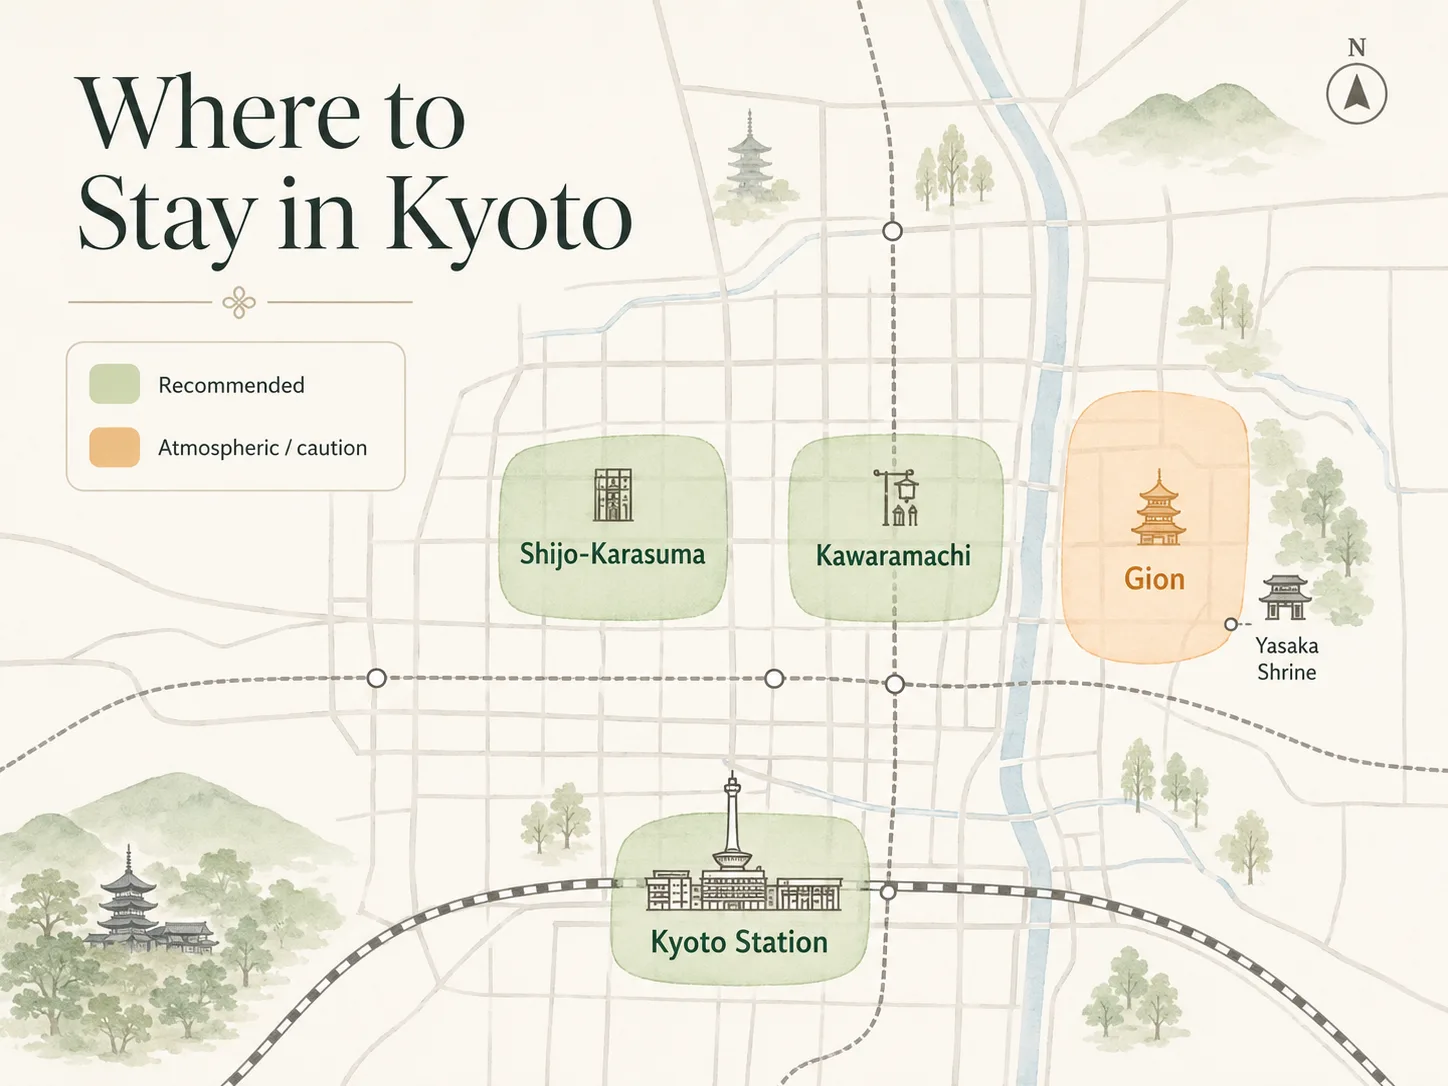 Where to
Stay in Kyoto
Recommended
Atmospheric / caution
N
Shijo-Karasuma
Kawaramachi
Gion
Yasaka
Shrine
Kyoto Station